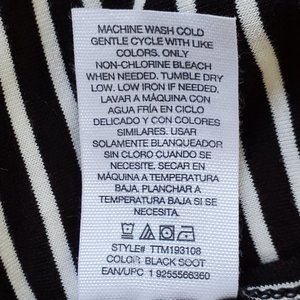 MACHINE WASH COLD
GENTLE CYCLE WITH LIKE
COLORS. ONLY
NON-CHLORINE BLEACH
WHEN NEEDED. TUMBLE DRY
LOW. LOW IRON IF NEEDED.
LAVAR A MÁQUINA CON
AGUA FRÍA EN CICLO
DELICADO Y CON COLORES
SIMILARES. USAR
SOLAMENTE BLANQUEADOR
SIN CLORO CUANDO SE
NECESITE. SECAR EN
MÁQUINA A TEMPERATURA
BAJA. PLANCHAR A
TEMPERATURA BAJA SI SE
NECESITA.
STYLE# TTM193108
COLOR: BLACK SOOT
EAN/UPC 1 9255566360